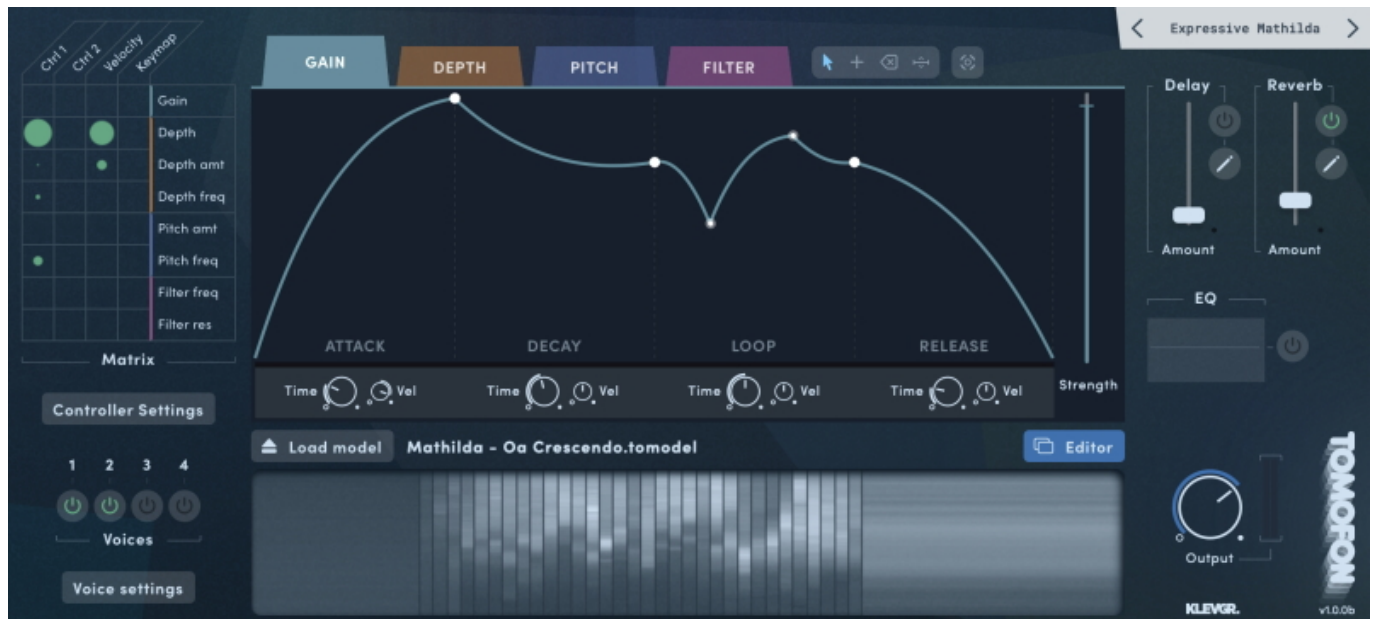 Ctrl 1
Ctrl 2
Velocity
Keymap
Gain
Depth
Depth amt
Depth freq
Pitch amt
Pitch freq
Filter freq
Filter res
Matrix
Controller Settings
1 2 3 4
Voices
Voice settings
GAIN
DEPTH
PITCH
FILTER
ATTACK
DECAY
LOOP
RELEASE
Time
Vel
Time
Vel
Time
Vel
Time
Vel
Strength
Load model
Mathilda - Oa Crescendo.tomodel
Editor
Expressive Mathilda
Delay
Reverb
Amount
Amount
EQ
Output
TOMOFON
KLEVGR.
v1.0.0b